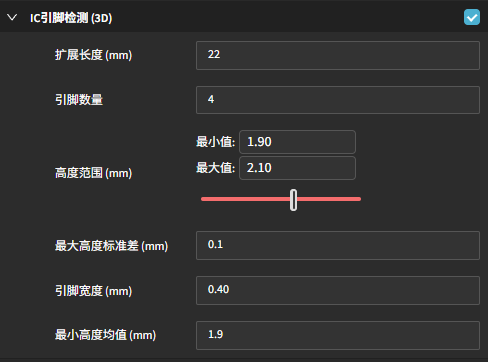 IC引脚检测 (3D)
扩展长度 (mm) 22
引脚数量 4
最小值: 1.90
高度范围 (mm) 最大值: 2.10
最大高度标准差 (mm) 0.1
引脚宽度 (mm) 0.40
最小高度均值 (mm) 1.9